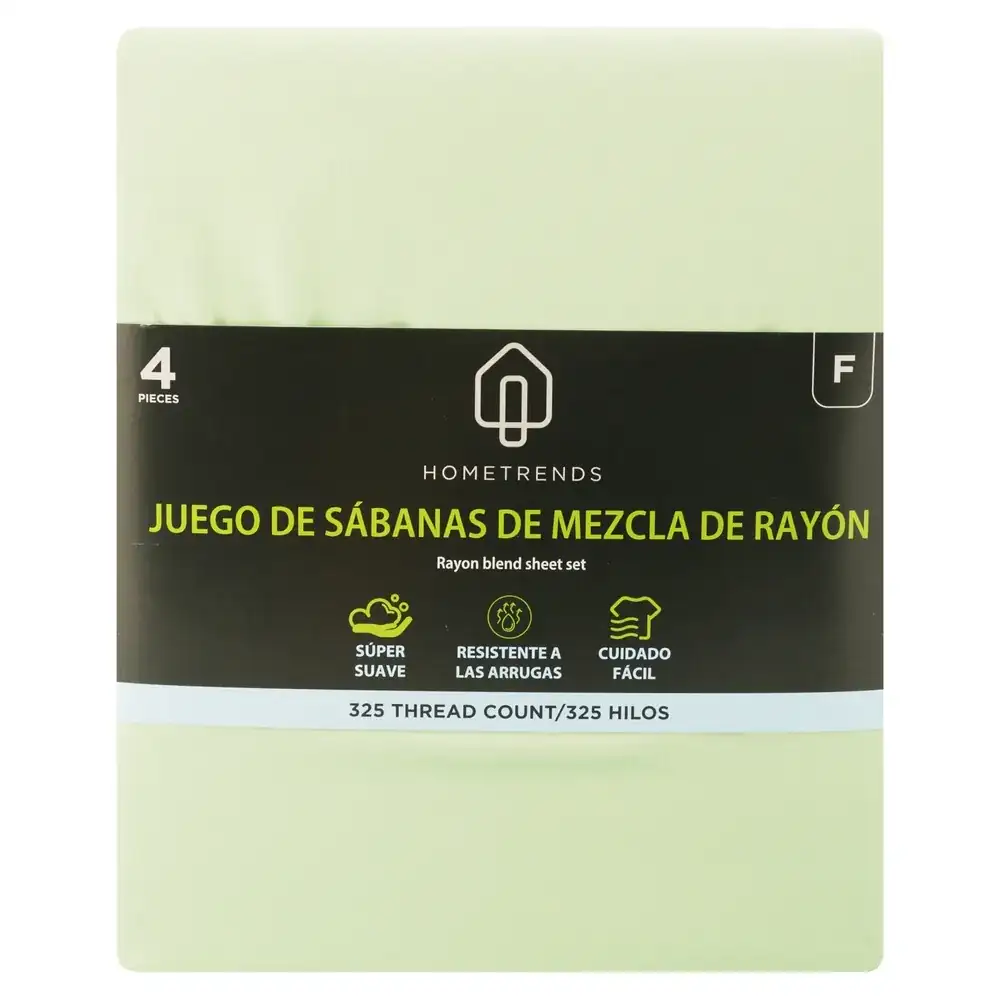 4
PIECES
F
HOMETRENDS
JUEGO DE SÁBANAS DE MEZCLA DE RAYÓN
Rayon blend sheet set
SÚPER
SUAVE
RESISTENTE A
LAS ARRUGAS
CUIDADO
FÁCIL
325 THREAD COUNT/325 HILOS